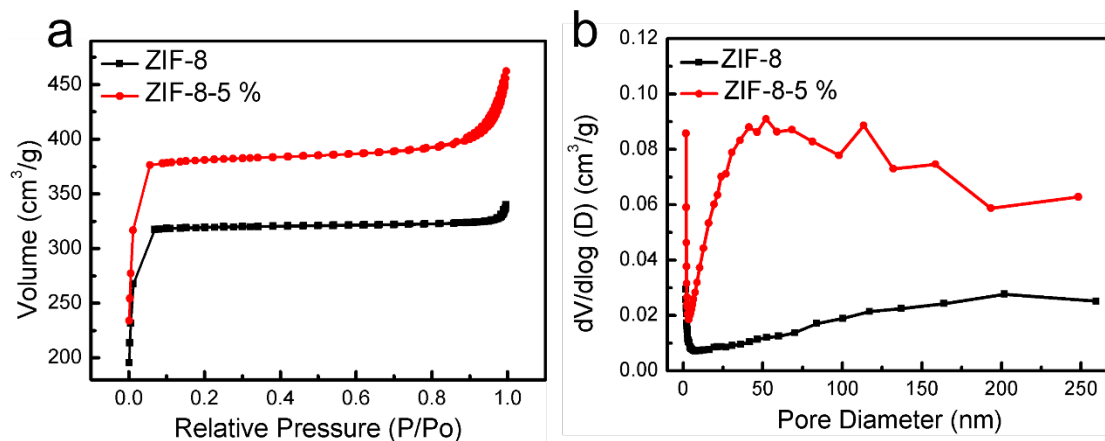 a
ZIF-8
ZIF-8-5 %
450
400
350
300
250
200
Volume (cm³/g)
0.0 0.2 0.4 0.6 0.8 1.0
Relative Pressure (P/Po)
b
ZIF-8
ZIF-8-5 %
0.12
0.10
0.08
0.06
0.04
0.02
0.00
dV/dlog (D) (cm³/g)
0 50 100 150 200 250
Pore Diameter (nm)